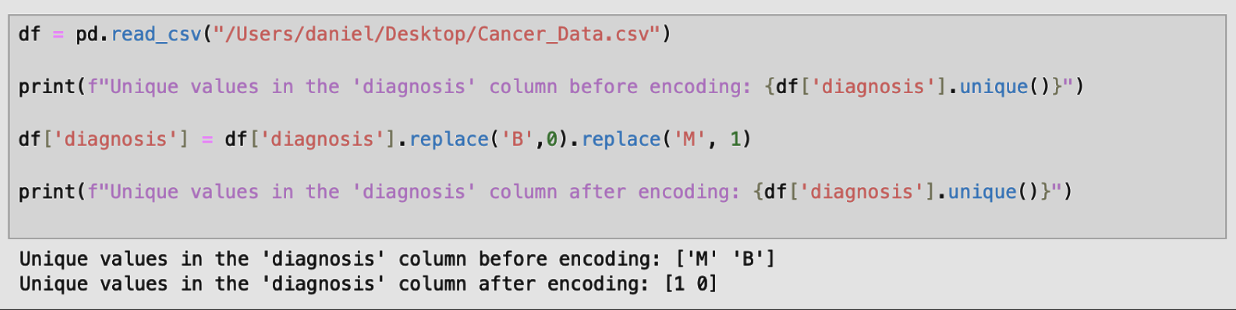 df = pd.read_csv("/Users/daniel/Desktop/Cancer_Data.csv")
print(f"Unique values in the 'diagnosis' column before encoding: {df['diagnosis'].unique()}")
df['diagnosis'] = df['diagnosis'].replace('B',0).replace('M', 1)
print(f"Unique values in the 'diagnosis' column after encoding: {df['diagnosis'].unique()}")
Unique values in the 'diagnosis' column before encoding: ['M' 'B']
Unique values in the 'diagnosis' column after encoding: [1 0]